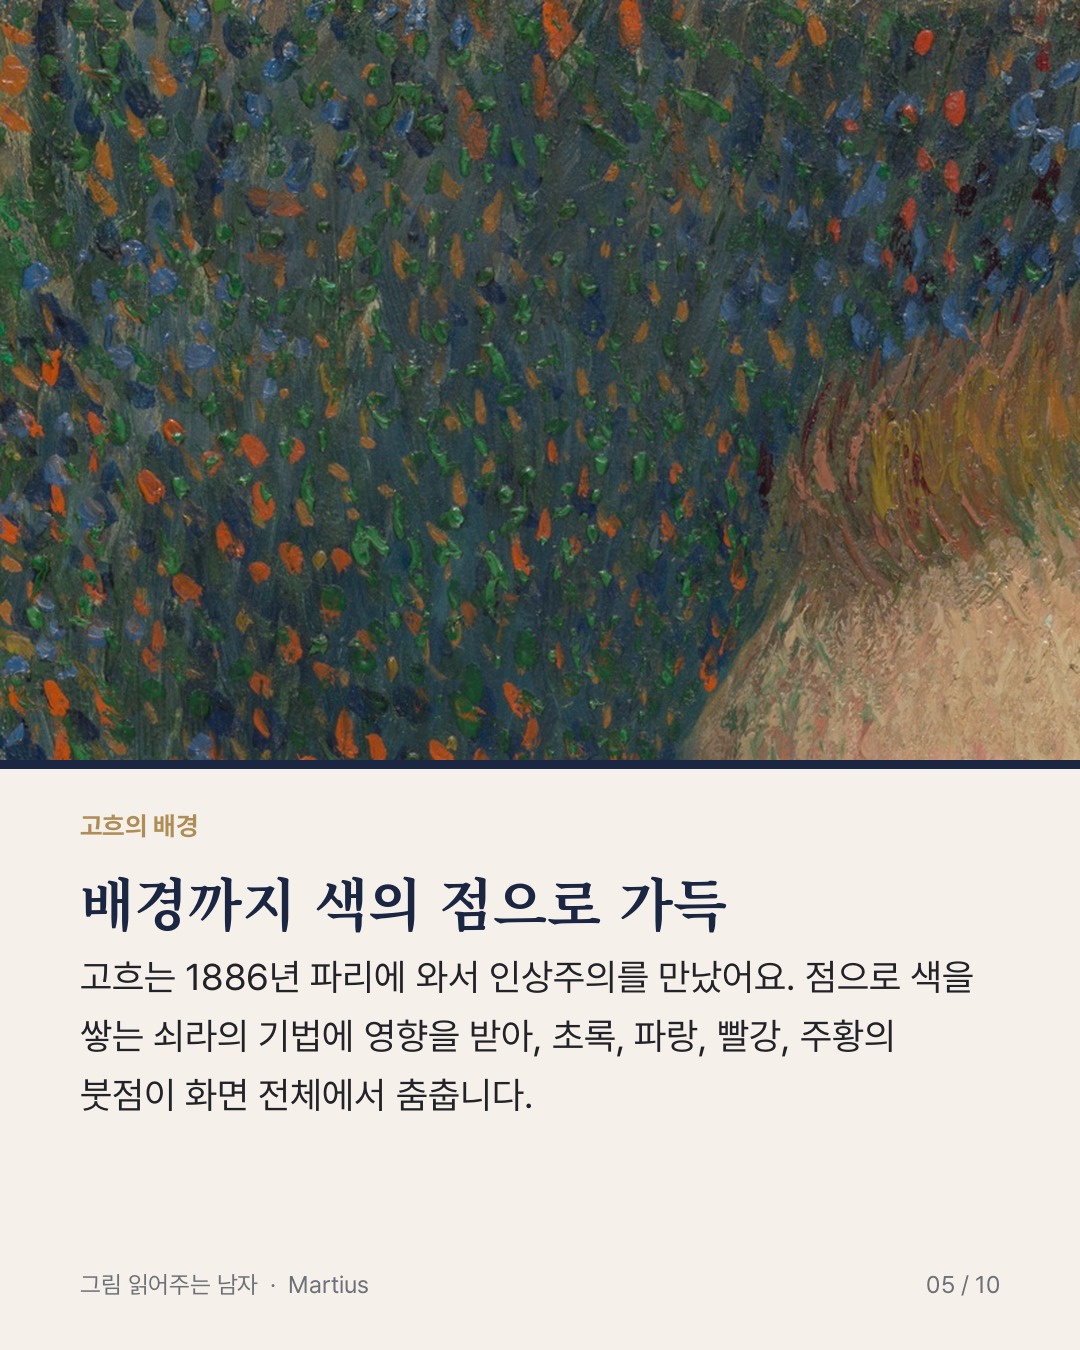 고흐의 배경
배경까지 색의 점으로 가득
고흐는 1886년 파리에 와서 인상주의를 만났어요. 점으로 색을
쌓는 쇠라의 기법에 영향을 받아, 초록, 파랑, 빨강, 주황의
붓점이 화면 전체에서 춤춥니다.
그림 읽어주는 남자 · Martius
05 / 10